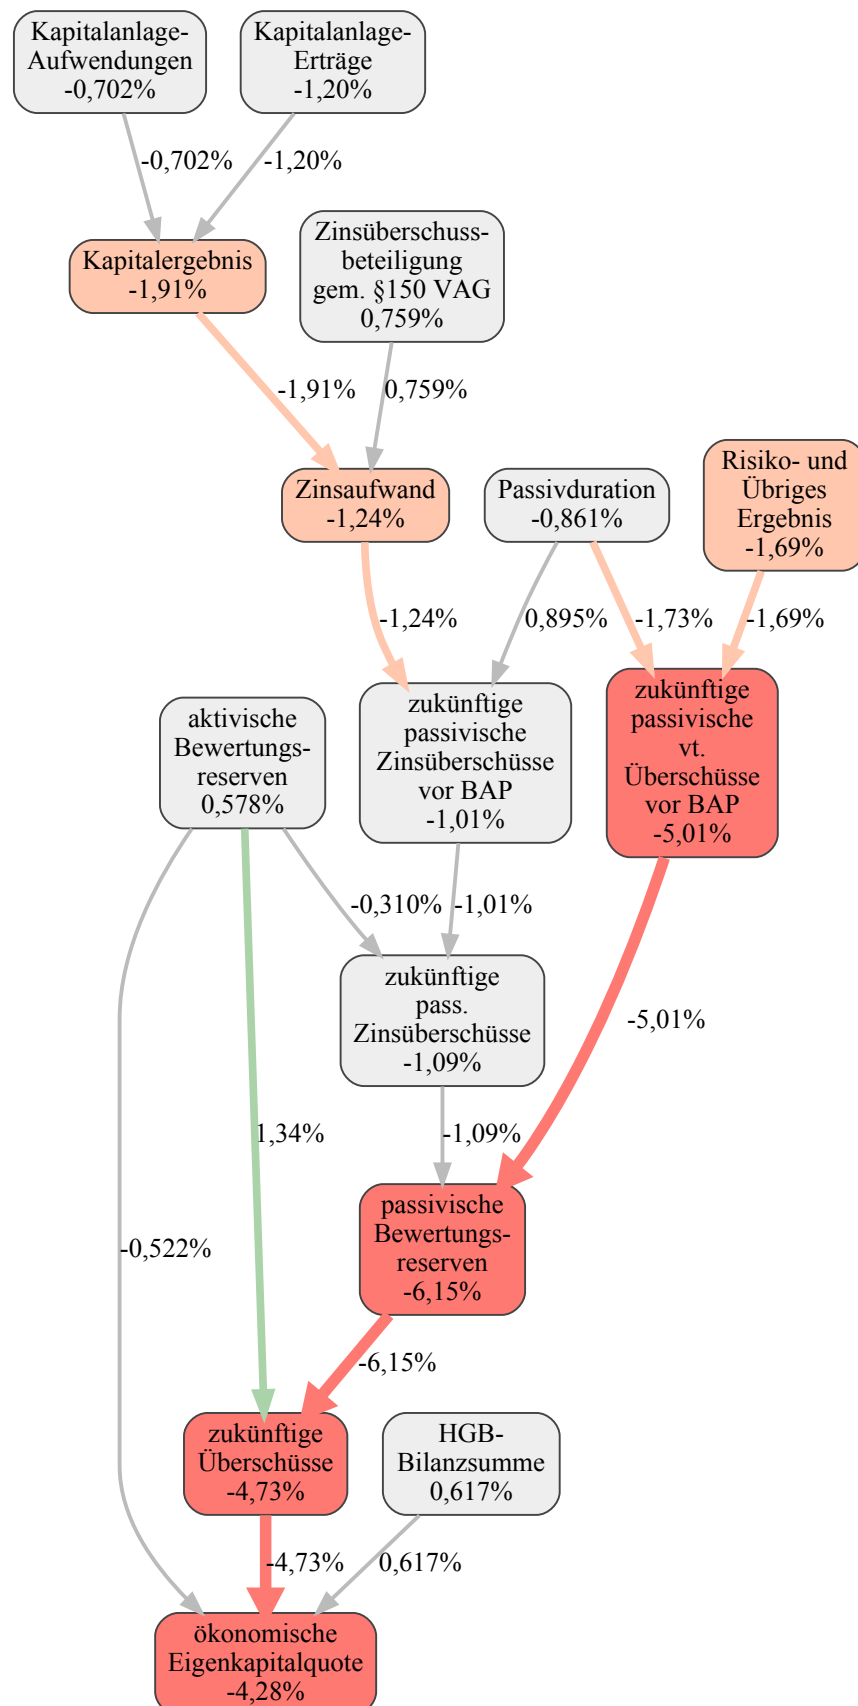 Kapitalanlage-
Aufwendungen
-0,702%
Kapitalanlage-
Erträge
-1,20%
-0,702%
-1,20%
Kapitalergebnis
-1,91%
Zinsüberschuss-
beteiligung
gem. §150 VAG
0,759%
-1,91%
0,759%
Zinsaufwand
-1,24%
Passivduration
-0,861%
Risiko- und
Übriges
Ergebnis
-1,69%
-1,24%
0,895%
-1,73%
-1,69%
aktivische
Bewertungs-
reserven
0,578%
zukünftige
passivische
Zinsüberschüsse
vor BAP
-1,01%
zukünftige
passivische
vt.
Überschüsse
vor BAP
-5,01%
-0,310%
-1,01%
zukünftige
pass.
Zinsüberschüsse
-1,09%
-5,01%
1,34%
-1,09%
-0,522%
passivische
Bewertungs-
reserven
-6,15%
-6,15%
zukünftige
Überschüsse
-4,73%
HGB-
Bilanzsumme
0,617%
-4,73%
0,617%
ökonomische
Eigenkapitalquote
-4,28%